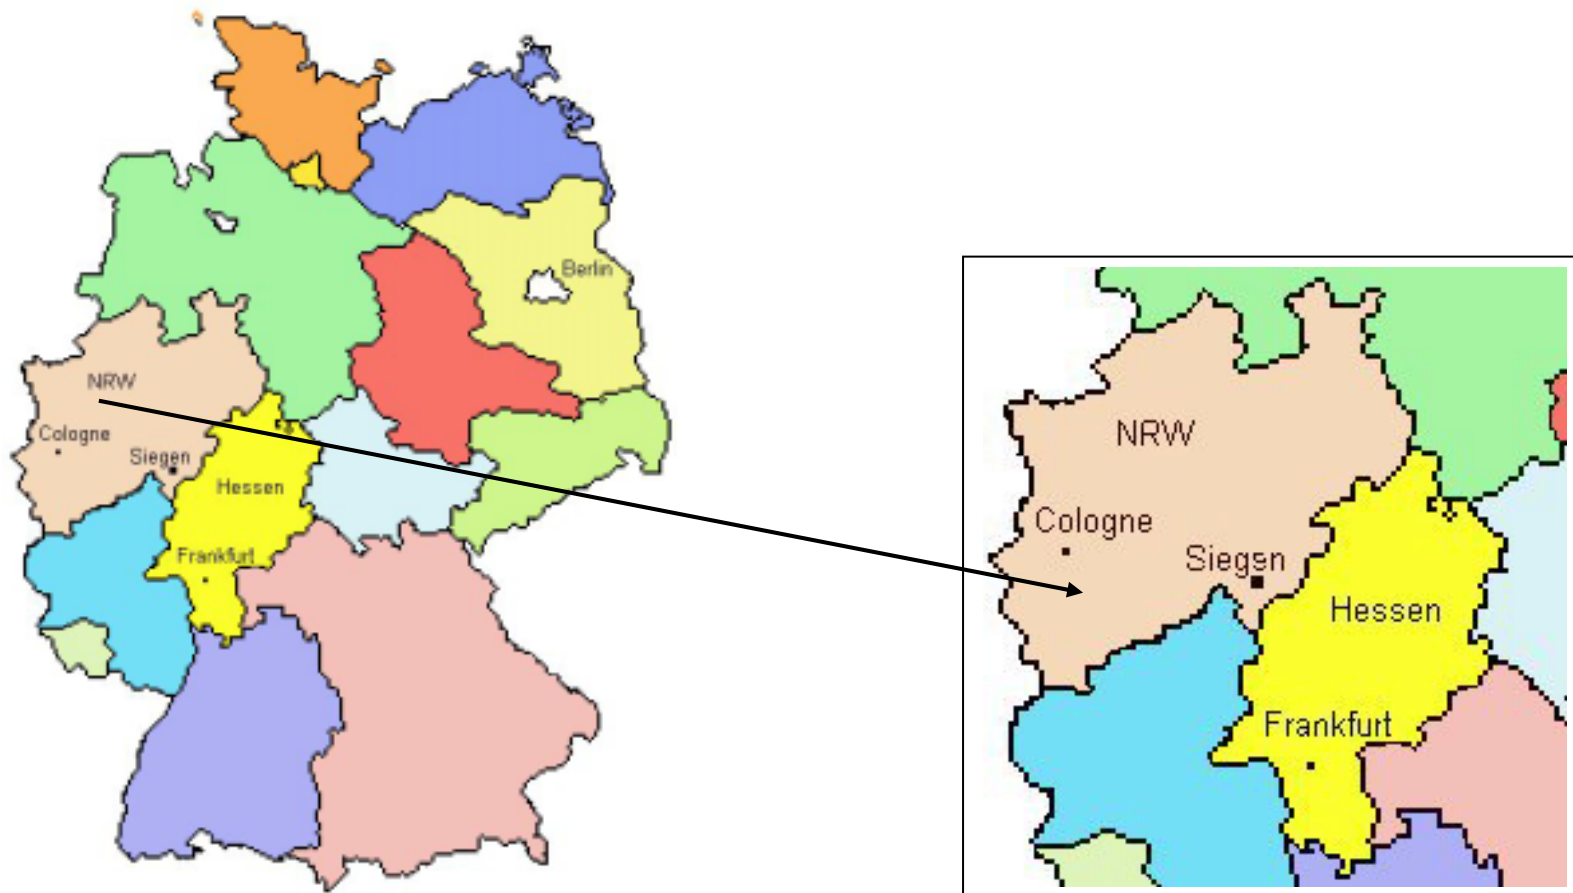 Berlin
NRW
Cologne
Siegen
Hessen
Frankfurt
NRW
Cologne
Siegen
Hessen
Frankfurt